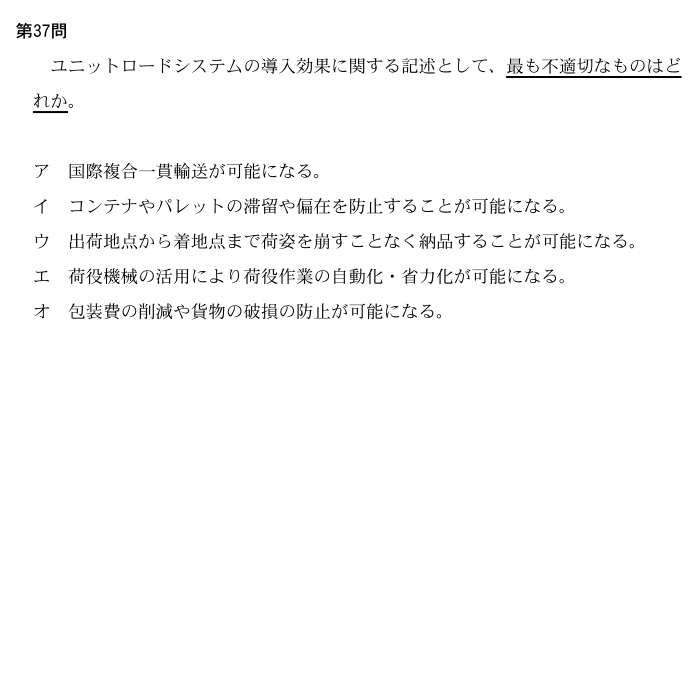 第37問
ユニットロードシステムの導入効果に関する記述として、最も不適切なものはど
れか。
ア 国際複合一貫輸送が可能になる。
イ コンテナやパレットの滞留や偏在を防止することが可能になる。
ウ 出荷地点から着地点まで荷姿を崩すことなく納品することが可能になる。
エ 荷役機械の活用により荷役作業の自動化・省力化が可能になる。
オ 包装費の削減や貨物の破損の防止が可能になる。